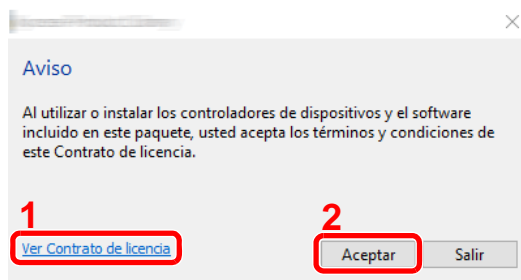 Aviso
Al utilizar o instalar los controladores de dispositivos y el software
incluido en este paquete, usted acepta los términos y condiciones de
este Contrato de licencia.
1
2
Ver Contrato de licencia
Aceptar
Salir